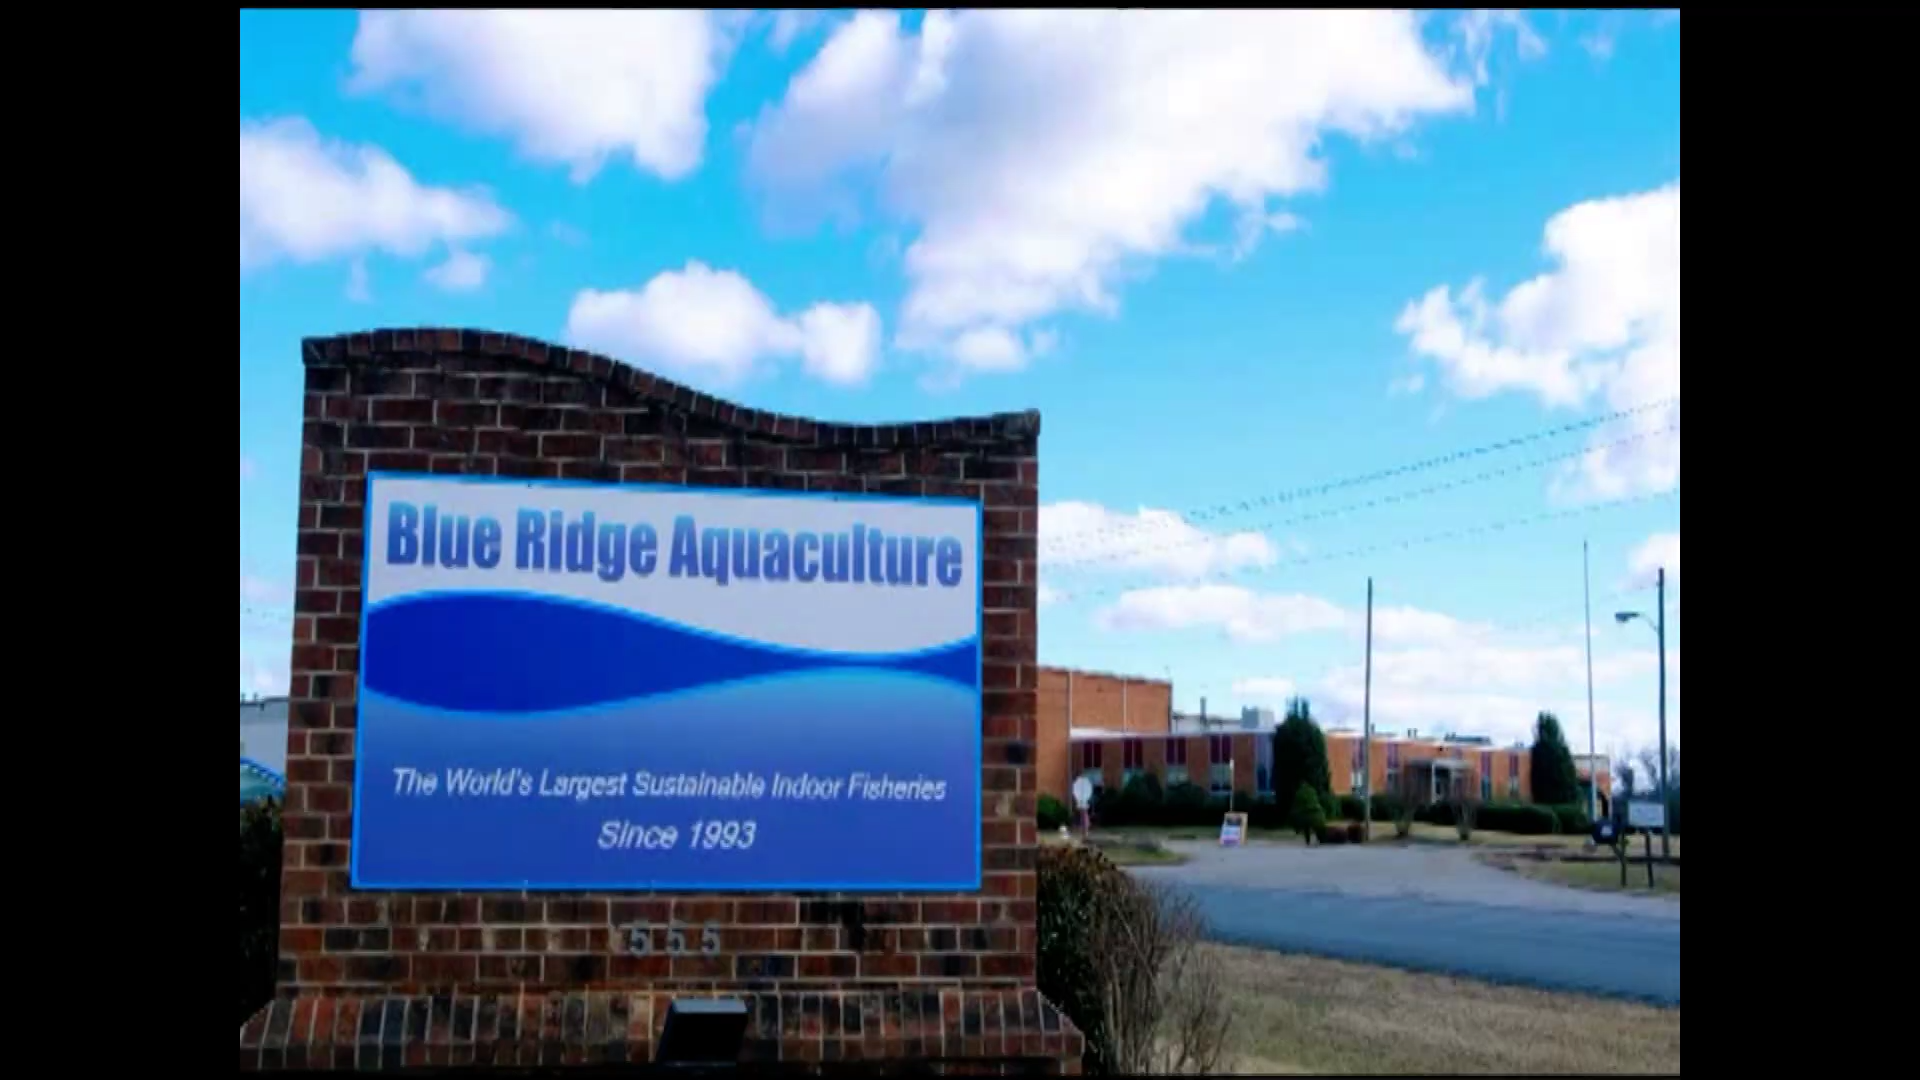 Blue Ridge Aquaculture
The World's Largest Sustainable Indoor Fisheries
Since 1993
555